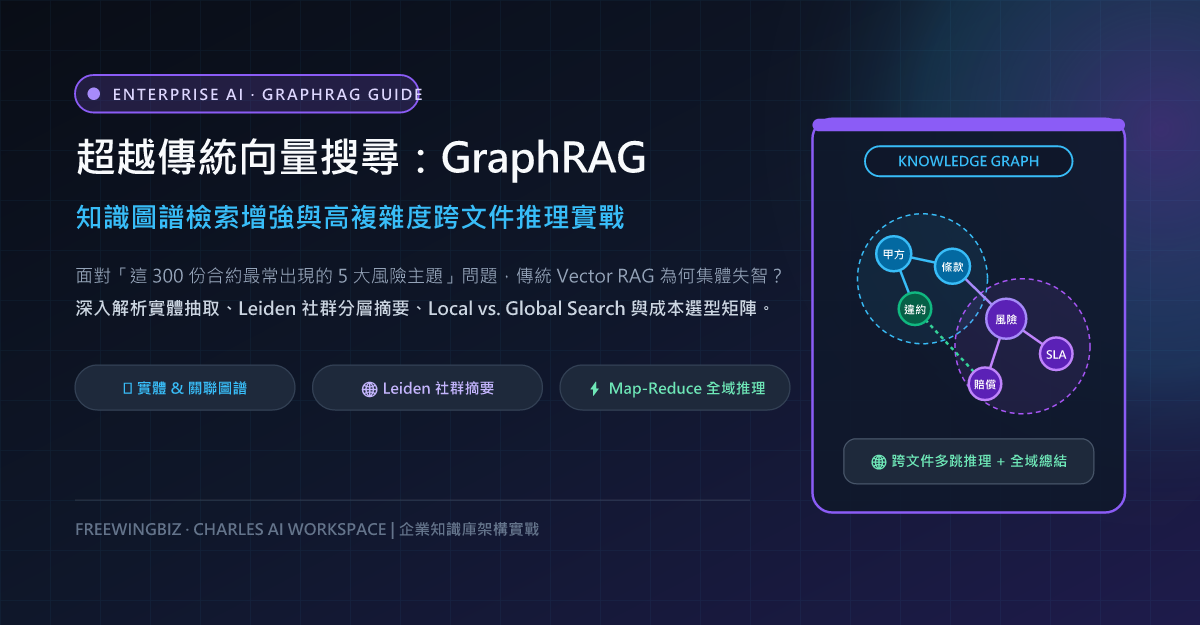 ENTERPRISE AI · GRAPHRAG GUIDE
超越傳統向量搜尋：GraphRAG
知識圖譜檢索增強與高複雜度跨文件推理實戰
面對「這 300 份合約最常出現的 5 大風險主題」問題，傳統 Vector RAG 為何集體失智？
深入解析實體抽取、Leiden 社群分層摘要、Local vs. Global Search 與成本選型矩陣。
實體 & 關聯圖譜
Leiden 社群摘要
Map-Reduce 全域推理
FREEWINGBIZ · CHARLES AI WORKSPACE | 企業知識庫架構實戰
KNOWLEDGE GRAPH
甲方
條款
違約
風險
SLA
賠償
跨文件多跳推理 + 全域總結